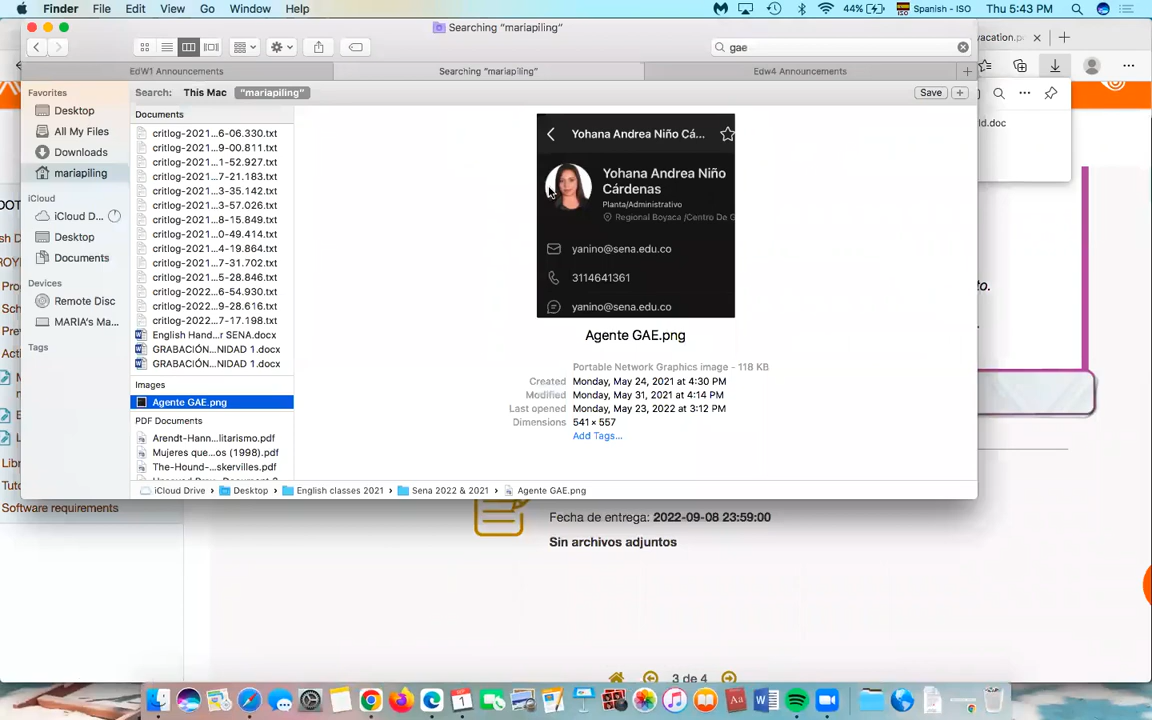 Finder File Edit View Go Window Help
44% Spanish - ISO Thu 5:43 PM
Searching “mariapiling”
gae
EdW1 Announcements
Searching “mariapiling”
Edw4 Announcements
Search: This Mac “mariapiling” Save
Favorites
Desktop
All My Files
Downloads
mariapiling
iCloud
iCloud D...
Desktop
Documents
Devices
Remote Disc
MARIA's Ma...
Tags
Documents
critlog-2021...6-06.330.txt
critlog-2021...9-00.811.txt
critlog-2021...1-52.927.txt
critlog-2021...7-21.183.txt
critlog-2021...3-35.142.txt
critlog-2021...3-57.026.txt
critlog-2021...8-15.849.txt
critlog-2021...0-49.414.txt
critlog-2021...4-19.864.txt
critlog-2021...7-31.702.txt
critlog-2021...5-28.846.txt
critlog-2022...6-54.930.txt
critlog-2022...9-28.616.txt
critlog-2022...7-17.198.txt
English Hand...r SENA.docx
GRABACIÓN...NIDAD 1.docx
GRABACIÓN...NIDAD 1.docx
Images
Agente GAE.png
PDF Documents
Arendt-Hann...litarismo.pdf
Mujeres que...os (1998).pdf
The-Hound-...skervilles.pdf
Yohana Andrea Niño Cá...
Yohana Andrea Niño
Cárdenas
Planta/Administrativo
Regional Boyaca /Centro De G
yanino@sena.edu.co
3114641361
yanino@sena.edu.co
Agente GAE.png
Portable Network Graphics image - 118 KB
Created Monday, May 24, 2021 at 4:30 PM
Modified Monday, May 31, 2021 at 4:14 PM
Last opened Monday, May 23, 2022 at 3:12 PM
Dimensions 541 × 557
Add Tags...
iCloud Drive › Desktop › English classes 2021 › Sena 2022 & 2021 › Agente GAE.png
Software requirements
Fecha de entrega: 2022-09-08 23:59:00
Sin archivos adjuntos
3 de 4